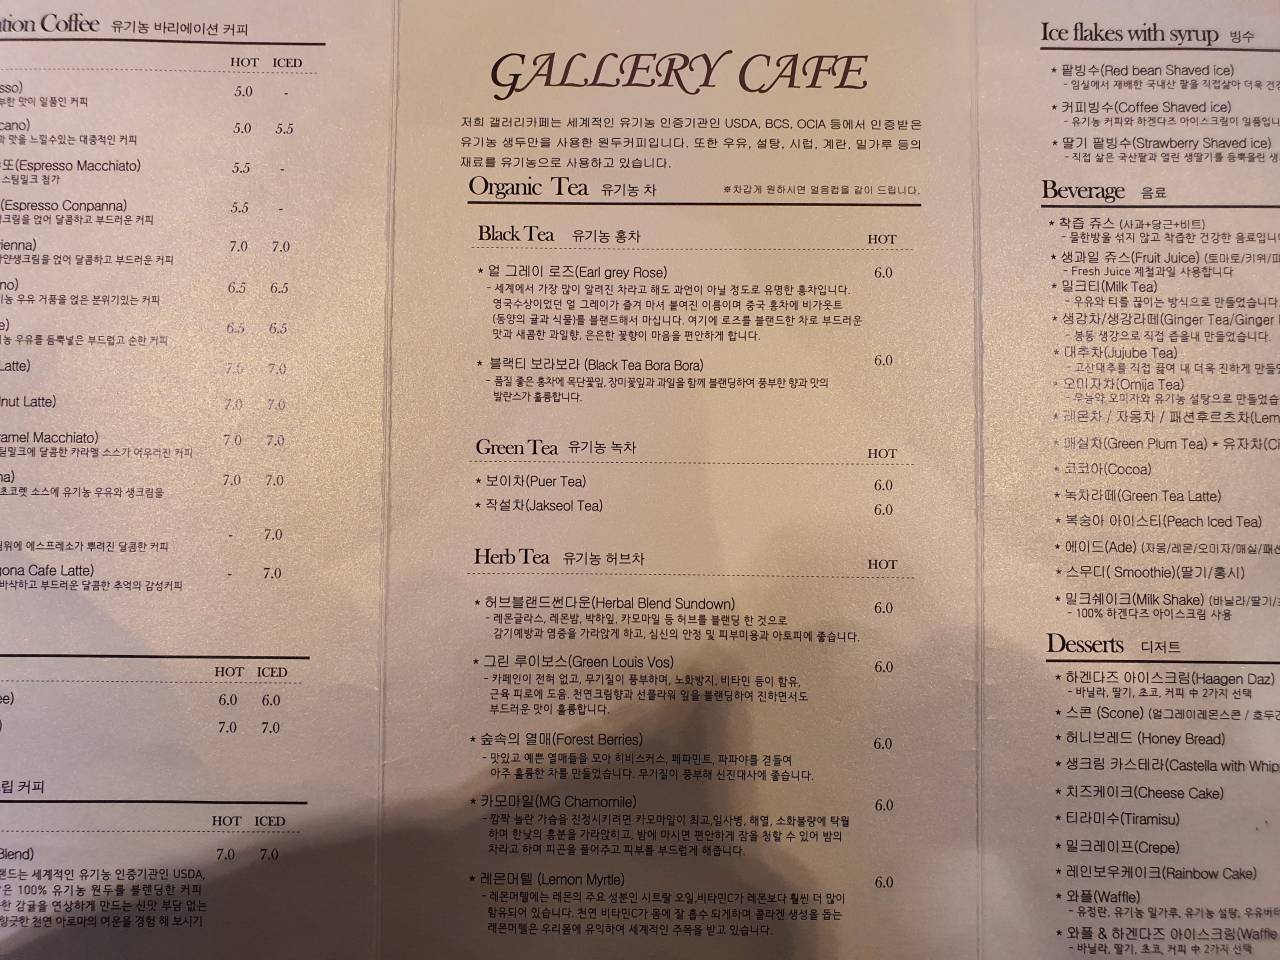 tion Coffee 유기농 바리에이션 커피
HOT ICED
sso)
부한 맛이 일품인 커피
5.0 -
cano)
맛을 느낄수있는 대중적인 커피
5.0 5.5
또(Espresso Macchiato)
스팀밀크 첨가
5.5 -
(Espresso Conpanna)
생크림을 얹어 달콤하고 부드러운 커피
5.5 -
ienna)
양생크림을 얹어 달콤하고 부드러운 커피
7.0 7.0
no)
기농 우유 거품을 얹은 분위기있는 커피
6.5 6.5
e)
농 우유를 듬뿍넣은 부드럽고 순한 커피
6.5 6.5
Latte)
7.5 7.0
lnut Latte)
7.0 7.0
ramel Macchiato)
팀밀크에 달콤한 카라멜 소스가 어우러진 커피
7.0 7.0
na)
초코렛 소스에 유기농 우유와 생크림을
7.0 7.0
- 7.0
림위에 에스프레소가 뿌려진 달콤한 커피
gona Cafe Latte)
바삭하고 부드러운 달콤한 추억의 감성커피
- 7.0
HOT ICED
ee)
6.0 6.0
)
7.0 7.0
립 커피
HOT ICED
Blend)
7.0 7.0
랜드는 세계적인 유기농 인증기관인 USDA,
은 100% 유기농 원두를 블렌딩한 커피
한 감귤을 연상하게 만드는 신맛 부담 없는
향긋한 천연 아로마의 여운을 경험 해 보시기
GALLERY CAFE
저희 갤러리카페는 세계적인 유기농 인증기관인 USDA, BCS, OCIA 등에서 인증받은
유기농 생두만을 사용한 원두커피입니다. 또한 우유, 설탕, 시럽, 계란, 밀가루 등의
재료를 유기농으로 사용하고 있습니다.
Organic Tea 유기농 차 ※차갑게 원하시면 얼음컵을 같이 드립니다.
Black Tea 유기농 홍차 HOT
* 얼 그레이 로즈(Earl grey Rose) 6.0
- 세계에서 가장 많이 알려진 차라고 해도 과언이 아닐 정도로 유명한 홍차입니다.
영국수상이었던 얼 그레이가 즐겨 마셔 붙여진 이름이며 중국 홍차에 비가못트
(동양의 귤과 식물)를 블랜드해서 마십니다. 여기에 로즈를 블랜드한 차로 부드러운
맛과 새콤한 과일향, 은은한 꽃향이 마음을 편안하게 합니다.
* 블랙티 보라보라 (Black Tea Bora Bora) 6.0
- 품질 좋은 홍차에 목단꽃잎, 장미꽃잎과 과일을 함께 블랜딩하여 풍부한 향과 맛의
발란스가 훌륭합니다.
Green Tea 유기농 녹차 HOT
* 보이차(Puer Tea) 6.0
* 작설차(Jakseol Tea) 6.0
Herb Tea 유기농 허브차 HOT
* 허브블랜드썬다운(Herbal Blend Sundown) 6.0
- 레몬글라스, 레몬밤, 박하잎, 카모마일 등 허브를 블랜딩 한 것으로
감기예방과 염증을 가라앉게 하고, 심신의 안정 및 피부미용과 아토피에 좋습니다.
* 그린 루이보스(Green Louis Vos) 6.0
- 카페인이 전혀 없고, 무기질이 풍부하며, 노화방지, 비타민 등이 함유,
근육 피로에 도움. 천연크림향과 선플라워 잎을 블랜딩하여 진하면서도
부드러운 맛이 훌륭합니다.
* 숲속의 열매(Forest Berries) 6.0
- 맛있고 예쁜 열매들을 모아 히비스커스, 페파민트, 파파야를 곁들여
아주 훌륭한 차를 만들었습니다. 무기질이 풍부해 신진대사에 좋습니다.
* 카모마일(MG Chamomile) 6.0
- 깜짝 놀란 가슴을 진정시키려면 카모마일이 최고,일사병, 해열, 소화불량에 탁월
하며 한낮의 흥분을 가라앉히고, 밤에 마시면 편안하게 잠을 청할 수 있어 밤의
차라고 하며 피곤을 풀어주고 피부를 부드럽게 해줍니다.
* 레몬머텔 (Lemon Myrtle) 6.0
- 레몬머텔에는 레몬의 주요 성분인 시트랄 오일,비타민C가 레몬보다 훨씬 더 많이
함유되어 있습니다. 천연 비타민C가 몸에 잘 흡수 되게하며 콜라겐 생성을 돕는
레몬머텔은 우리몸에 유익하여 세계적인 주목을 받고 있습니다.
Ice flakes with syrup 빙수
* 팥빙수(Red bean Shaved ice)
- 임실에서 재배한 국내산 팥을 직접삶아 더욱 건강
* 커피빙수(Coffee Shaved ice)
- 유기농 커피와 하겐다즈 아이스크림이 일품입니
* 딸기 팥빙수(Strawberry Shaved ice)
- 직접 삶은 국산팥과 얼린 생딸기를 듬뿍올린 생
Beverage 음료
* 착즙 쥬스 (사과+당근+비트)
- 물한방울 섞지 않고 착즙한 건강한 음료입니다
* 생과일 쥬스(Fruit Juice) (토마토/키위/파
- Fresh Juice 제철과일 사용합니다
* 밀크티(Milk Tea)
- 우유와 티를 끊이는 방식으로 만들었습니다.
* 생강차/생강라떼(Ginger Tea/Ginger
- 봉동 생강으로 직접 즙을내 만들었습니다.
* 대추차(Jujube Tea)
- 고산대추를 직접 끓여 내 더욱 진하게 만들
* 오미자차(Omija Tea)
- 무농약 오미자와 유기농 설탕으로 만들었습
* 레몬차 / 자몽차 / 패션후르츠차(Lem
* 매실차(Green Plum Tea) * 유자차(Ci
* 코코아(Cocoa)
* 녹차라떼(Green Tea Latte)
* 복숭아 아이스티(Peach Iced Tea)
* 에이드(Ade) (자몽/레몬/오미자/매실/패션
* 스무디( Smoothie)(딸기/홍시)
* 밀크쉐이크(Milk Shake) (바닐라/딸기/
- 100% 하겐다즈 아이스크림 사용
Desserts 디저트
* 하겐다즈 아이스크림(Haagen Daz)
- 바닐라, 딸기, 초코, 커피 中 2가지 선택
* 스콘 (Scone) (얼그레이레몬스콘 / 호두
* 허니브레드 (Honey Bread)
* 생크림 카스테라(Castella with Whip
* 치즈케이크(Cheese Cake)
* 티라미수(Tiramisu)
* 밀크레이프(Crepe)
* 레인보우케이크(Rainbow Cake)
* 와플(Waffle)
- 유정란, 유기농 밀가루, 유기농 설탕, 우유버터
* 와플 & 하겐다즈 아이스크림(Waffle
- 바닐라, 딸기, 초코, 커피 中 2가지 선택